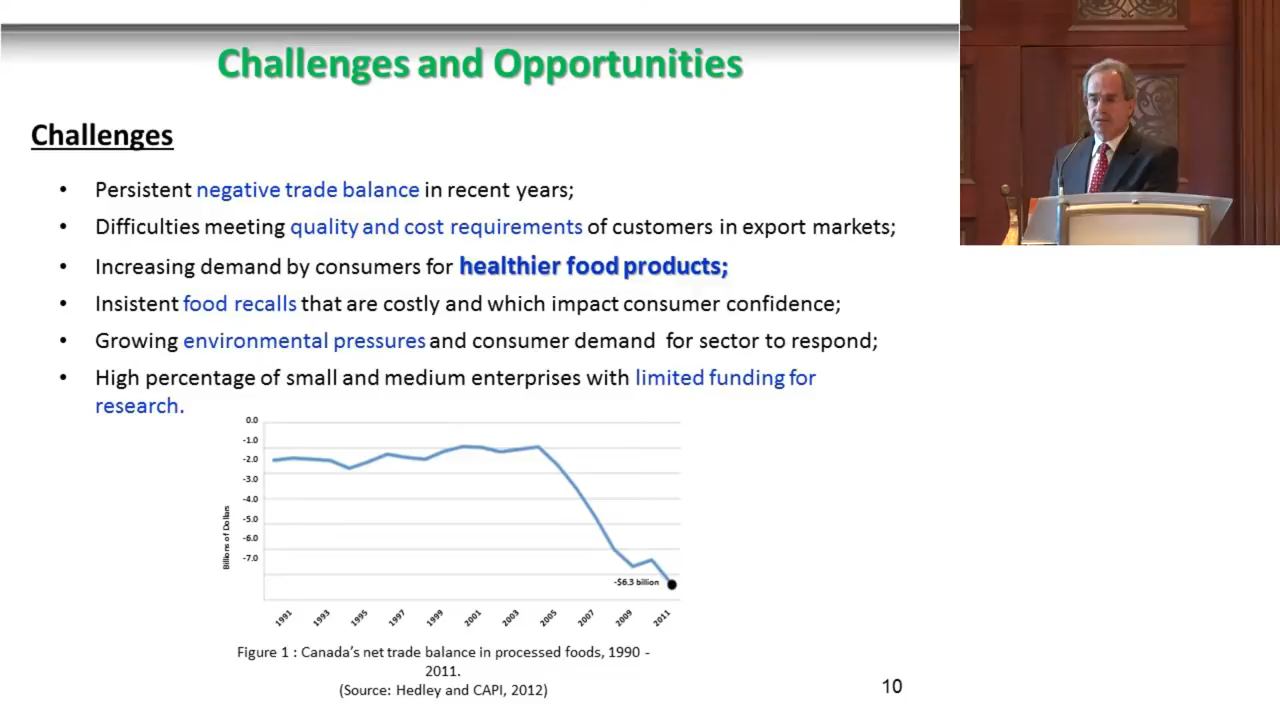 Challenges and Opportunities
Challenges
• Persistent negative trade balance in recent years;
• Difficulties meeting quality and cost requirements of customers in export markets;
• Increasing demand by consumers for healthier food products;
• Insistent food recalls that are costly and which impact consumer confidence;
• Growing environmental pressures and consumer demand for sector to respond;
• High percentage of small and medium enterprises with limited funding for
research.
0.0
-1.0
-2.0
-3.0
-4.0
-5.0
-6.0
-7.0
Billions of Dollars
-$6.3 billion
1991 1993 1995 1997 1999 2001 2003 2005 2007 2009 2011
Figure 1 : Canada's net trade balance in processed foods, 1990 -
2011.
(Source: Hedley and CAPI, 2012)
10